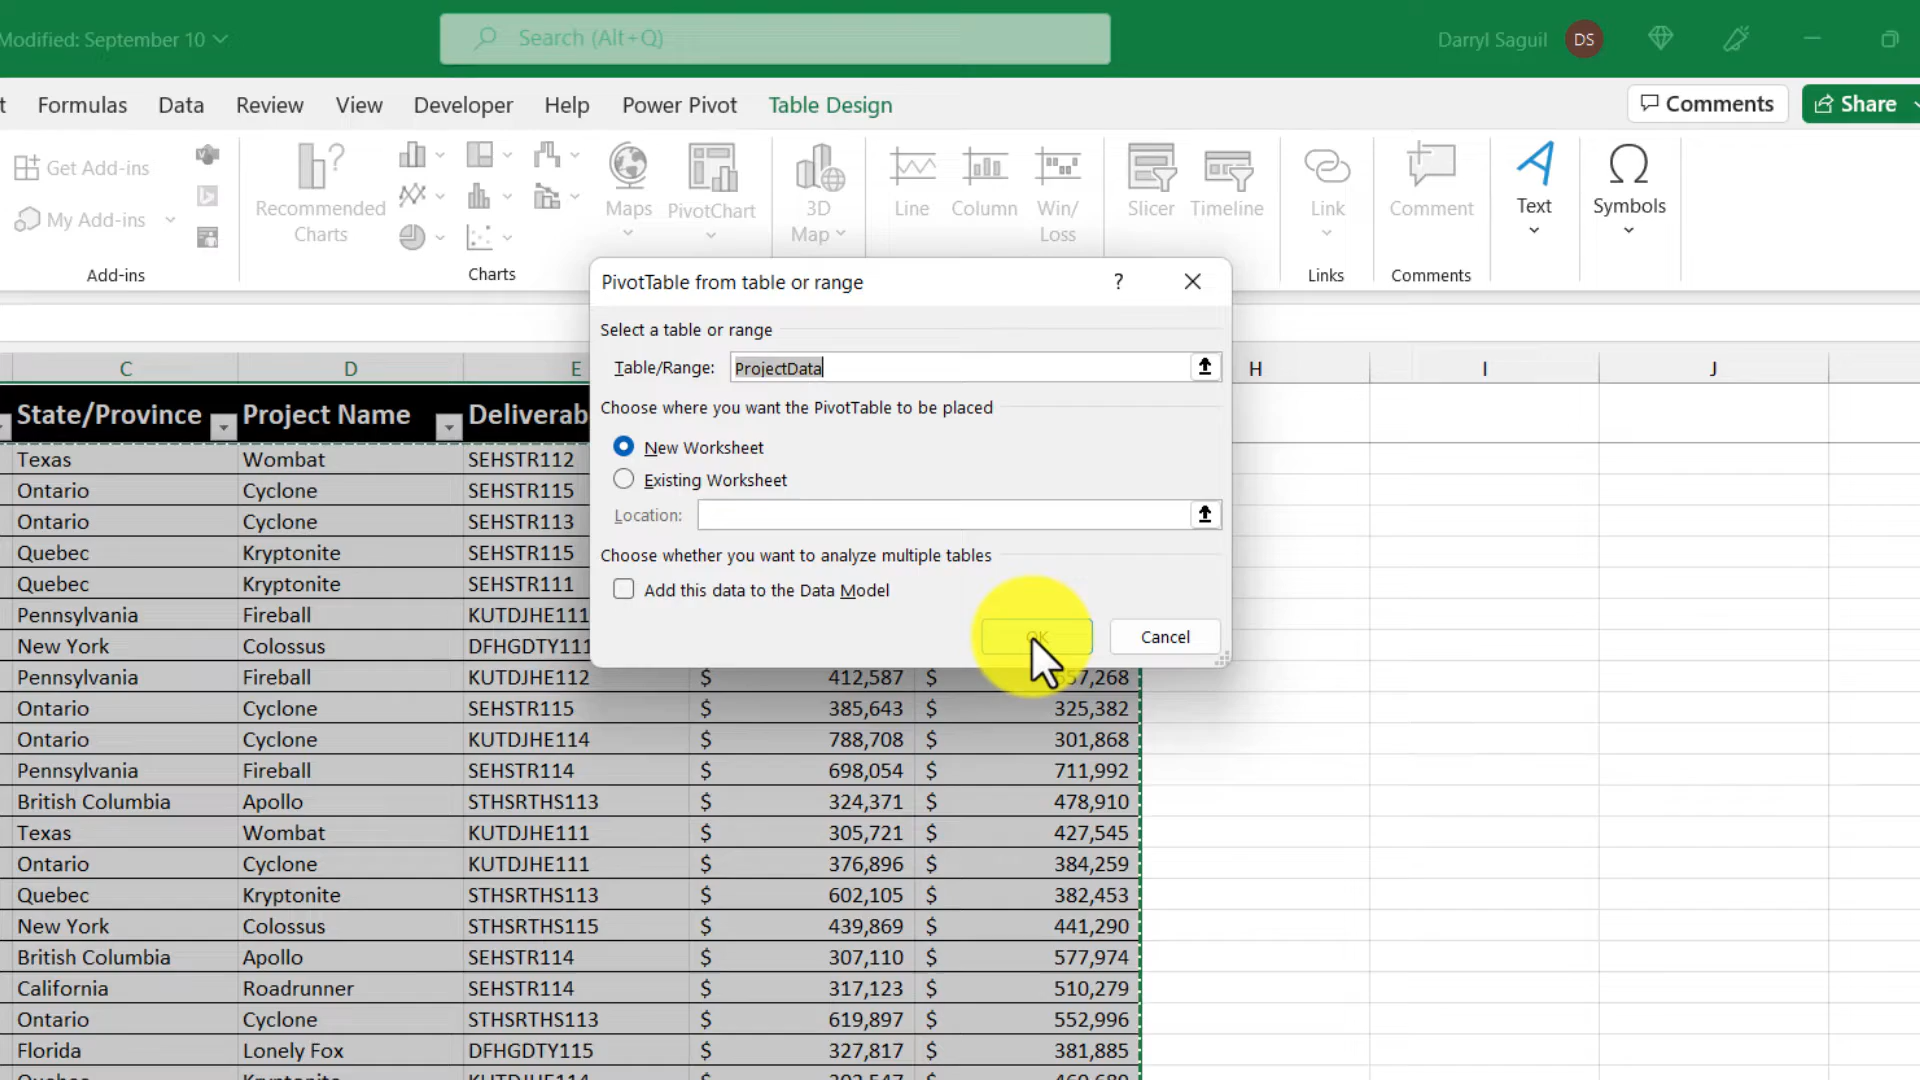 Modified: September 10
Search (Alt+Q)
Darryl Saguil
DS
Formulas
Data
Review
View
Developer
Help
Power Pivot
Table Design
Comments
Share
Get Add-ins
My Add-ins
Add-ins
Recommended
Charts
Charts
Maps
PivotChart
3D
Map
Line
Column
Win/
Loss
Slicer
Timeline
Link
Links
Comment
Comments
Text
Symbols
PivotTable from table or range
?
Select a table or range
Table/Range: ProjectData
Choose where you want the PivotTable to be placed
New Worksheet
Existing Worksheet
Location:
Choose whether you want to analyze multiple tables
Add this data to the Data Model
OK
Cancel
C D E H I J
State/Province Project Name Deliverab
Texas Wombat SEHSTR112
Ontario Cyclone SEHSTR115
Ontario Cyclone SEHSTR113
Quebec Kryptonite SEHSTR115
Quebec Kryptonite SEHSTR111
Pennsylvania Fireball KUTDJHE111
New York Colossus DFHGDTY111
Pennsylvania Fireball KUTDJHE112 $ 412,587 $ 57,268
Ontario Cyclone SEHSTR115 $ 385,643 $ 325,382
Ontario Cyclone KUTDJHE114 $ 788,708 $ 301,868
Pennsylvania Fireball SEHSTR114 $ 698,054 $ 711,992
British Columbia Apollo STHSRTHS113 $ 324,371 $ 478,910
Texas Wombat KUTDJHE111 $ 305,721 $ 427,545
Ontario Cyclone KUTDJHE111 $ 376,896 $ 384,259
Quebec Kryptonite STHSRTHS113 $ 602,105 $ 382,453
New York Colossus STHSRTHS115 $ 439,869 $ 441,290
British Columbia Apollo SEHSTR114 $ 307,110 $ 577,974
California Roadrunner SEHSTR114 $ 317,123 $ 510,279
Ontario Cyclone STHSRTHS113 $ 619,897 $ 552,996
Florida Lonely Fox DFHGDTY115 $ 327,817 $ 381,885